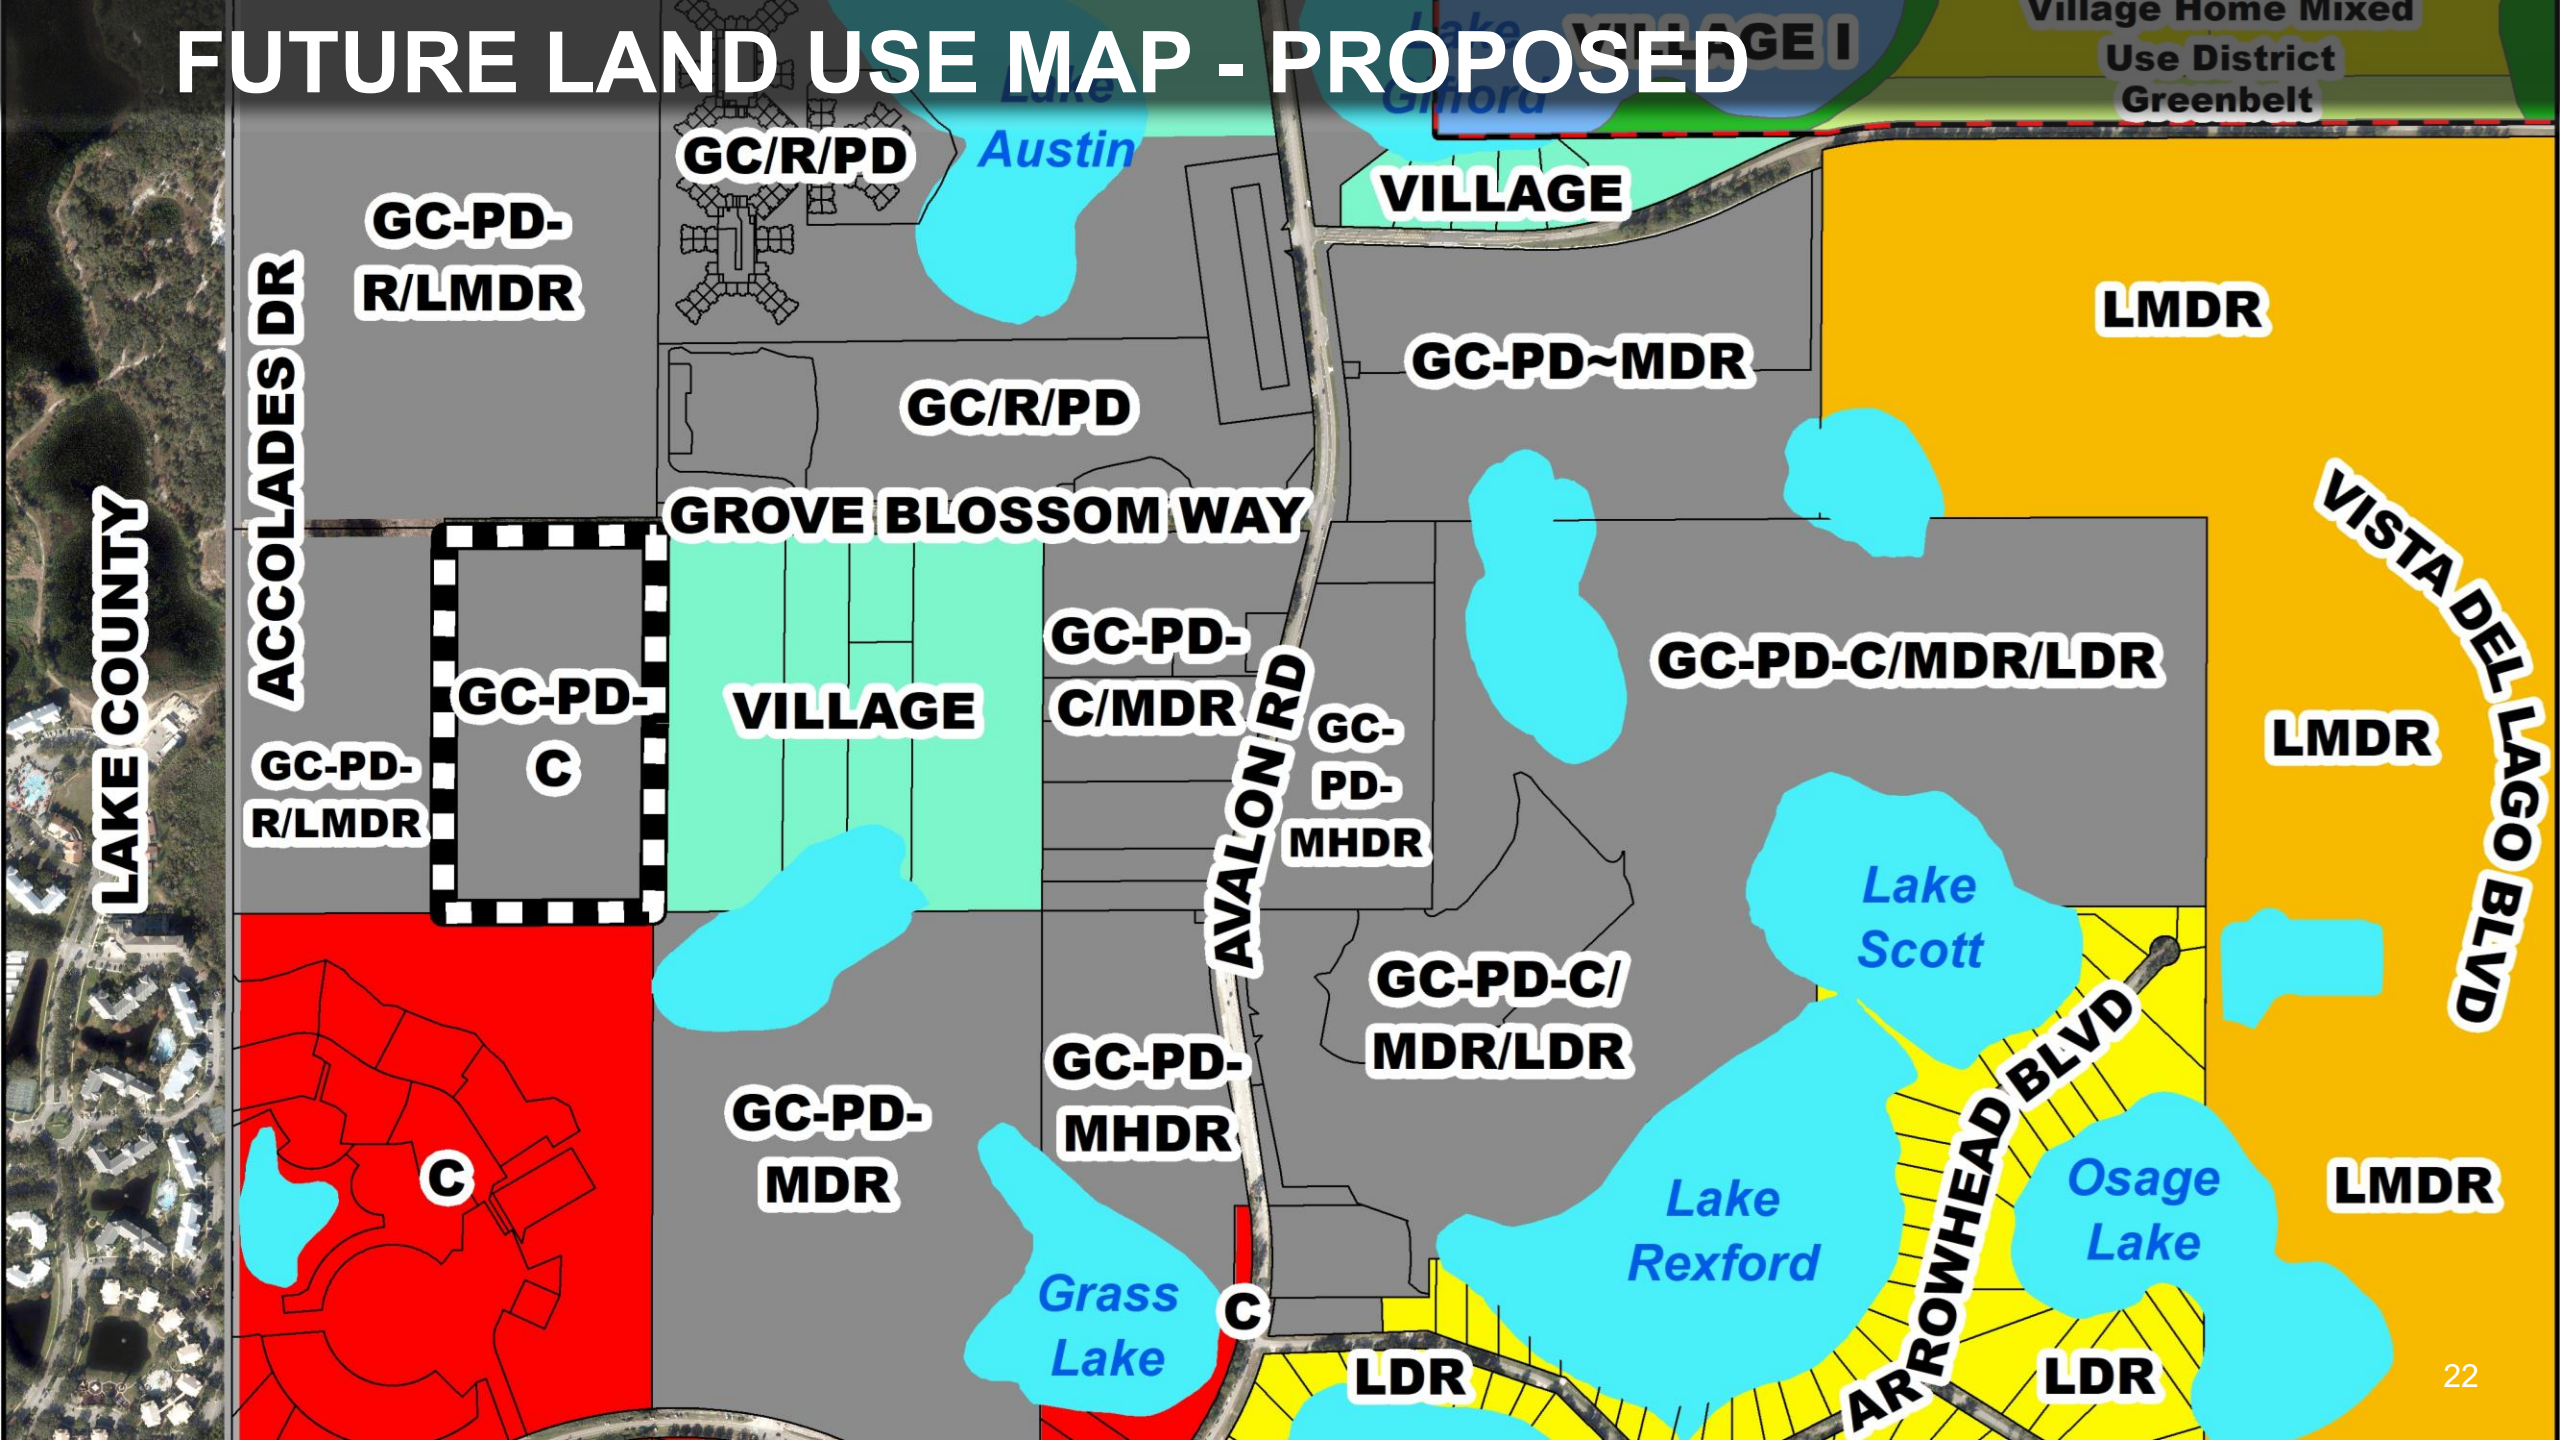 FUTURE LAND USE MAP - PROPOSED
Lake
Gifford
VILLAGE I
Village Home Mixed
Use District
Greenbelt
Lake
Austin
GC/R/PD
VILLAGE
GC-PD-
R/LMDR
LMDR
GC-PD~MDR
GC/R/PD
ACCOLADES DR
GROVE BLOSSOM WAY
LAKE COUNTY
VISTA DEL LAGO BLVD
GC-PD-
C/MDR
GC-PD-C/MDR/LDR
GC-PD-
C
VILLAGE
AVALON RD
GC-
PD-
MHDR
LMDR
GC-PD-
R/LMDR
Lake
Scott
GC-PD-C/
MDR/LDR
GC-PD-
MHDR
GC-PD-
MDR
ARROWHEAD BLVD
C
Osage
Lake
LMDR
Lake
Rexford
Grass
Lake
C
LDR
LDR
22